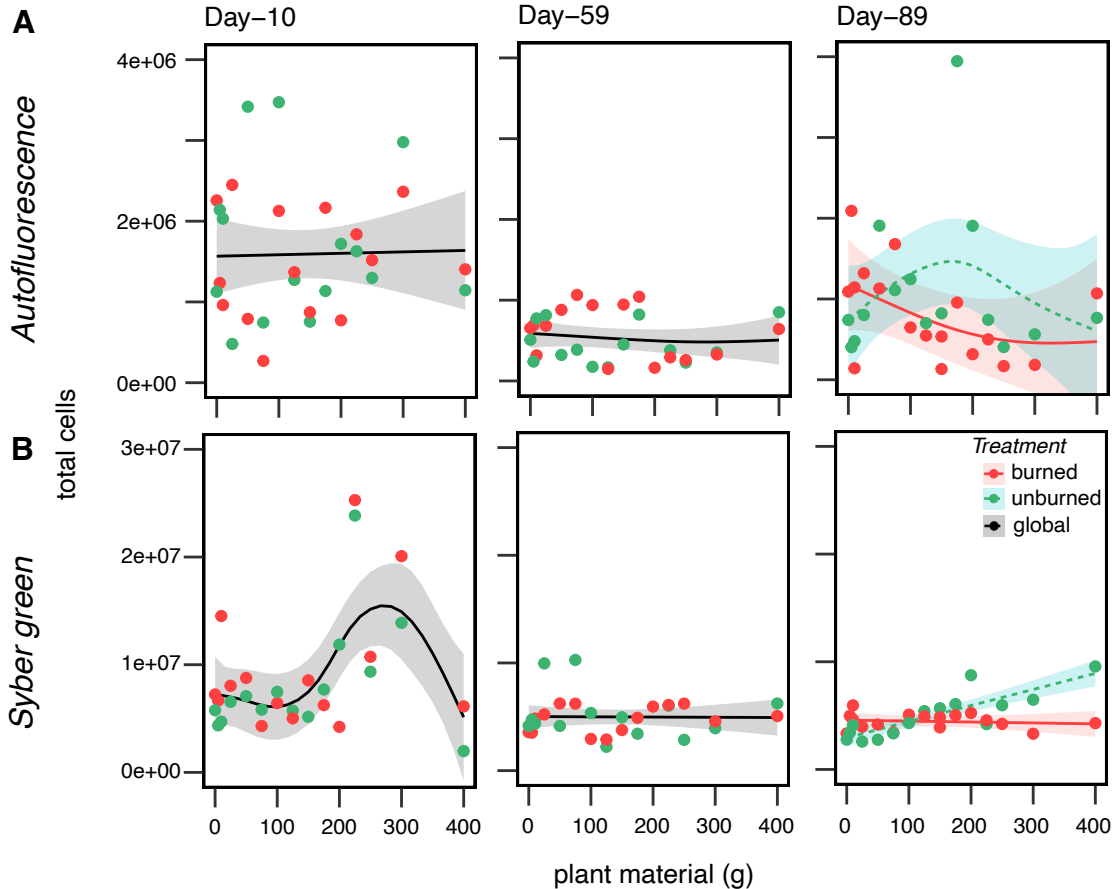 A
Day−10
Day−59
Day−89
Autofluorescence
4e+06
2e+06
0e+00
total cells
B
Syber green
3e+07
2e+07
1e+07
0e+00
Treatment
burned
unburned
global
0 100 200 300 400
0 100 200 300 400
0 100 200 300 400
plant material (g)